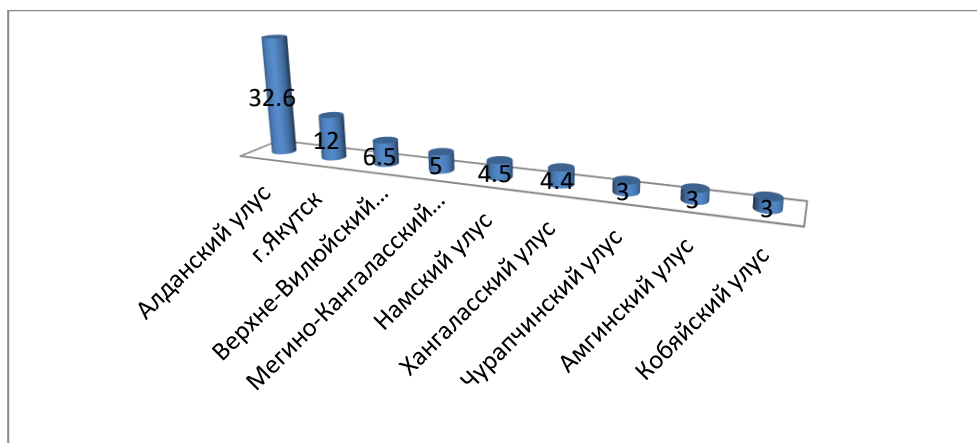 32.6
12
6.5
5
4.5
4.4
3
3
3
Алданский улус
г.Якутск
Верхне-Вилюйский...
Мегино-Кангаласский...
Намский улус
Хангаласский улус
Чурапчинский улус
Амгинский улус
Кобяйский улус